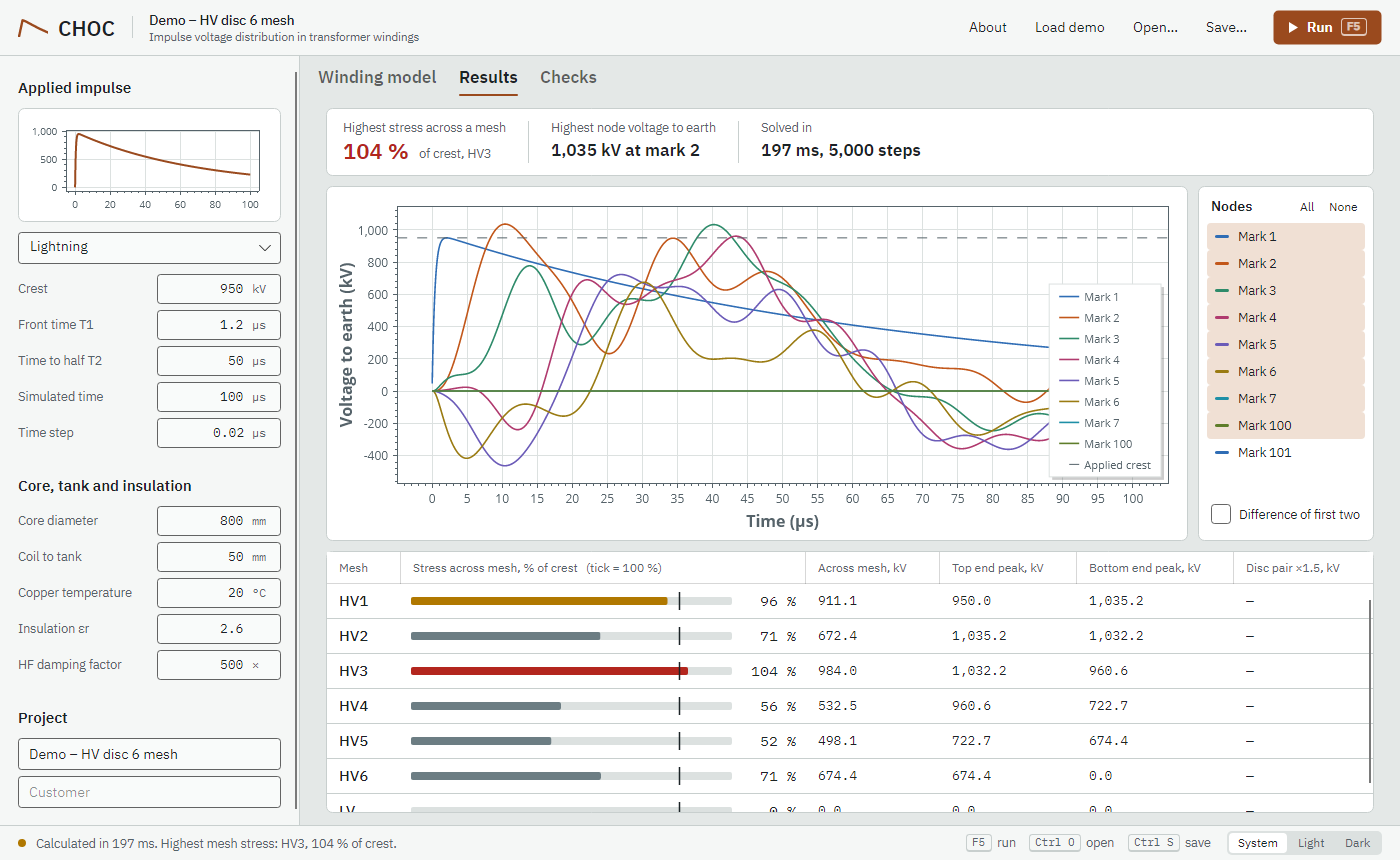 CHOC
Demo – HV disc 6 mesh
Impulse voltage distribution in transformer windings
About Load demo Open... Save... Run F5
Applied impulse
1,000
500
0
0 20 40 60 80 100
Lightning
Crest 950 kV
Front time T1 1.2 µs
Time to half T2 50 µs
Simulated time 100 µs
Time step 0.02 µs
Core, tank and insulation
Core diameter 800 mm
Coil to tank 50 mm
Copper temperature 20 °C
Insulation εr 2.6
HF damping factor 500 ×
Project
Demo – HV disc 6 mesh
Customer
Winding model Results Checks
Highest stress across a mesh
104 % of crest, HV3
Highest node voltage to earth
1,035 kV at mark 2
Solved in
197 ms, 5,000 steps
Voltage to earth (kV)
1,000
800
600
400
200
0
-200
-400
0 5 10 15 20 25 30 35 40 45 50 55 60 65 70 75 80 85 90 95 100
Time (µs)
Mark 1
Mark 2
Mark 3
Mark 4
Mark 5
Mark 6
Mark 7
Mark 100
Applied crest
Nodes All None
Mark 1
Mark 2
Mark 3
Mark 4
Mark 5
Mark 6
Mark 7
Mark 100
Mark 101
Difference of first two
Mesh Stress across mesh, % of crest (tick = 100 %) Across mesh, kV Top end peak, kV Bottom end peak, kV Disc pair ×1.5, kV
HV1 96 % 911.1 950.0 1,035.2 –
HV2 71 % 672.4 1,035.2 1,032.2 –
HV3 104 % 984.0 1,032.2 960.6 –
HV4 56 % 532.5 960.6 722.7 –
HV5 52 % 498.1 722.7 674.4 –
HV6 71 % 674.4 674.4 0.0 –
LV 0 % 0.0 0.0 0.0 –
Calculated in 197 ms. Highest mesh stress: HV3, 104 % of crest.
F5 run Ctrl O open Ctrl S save System Light Dark